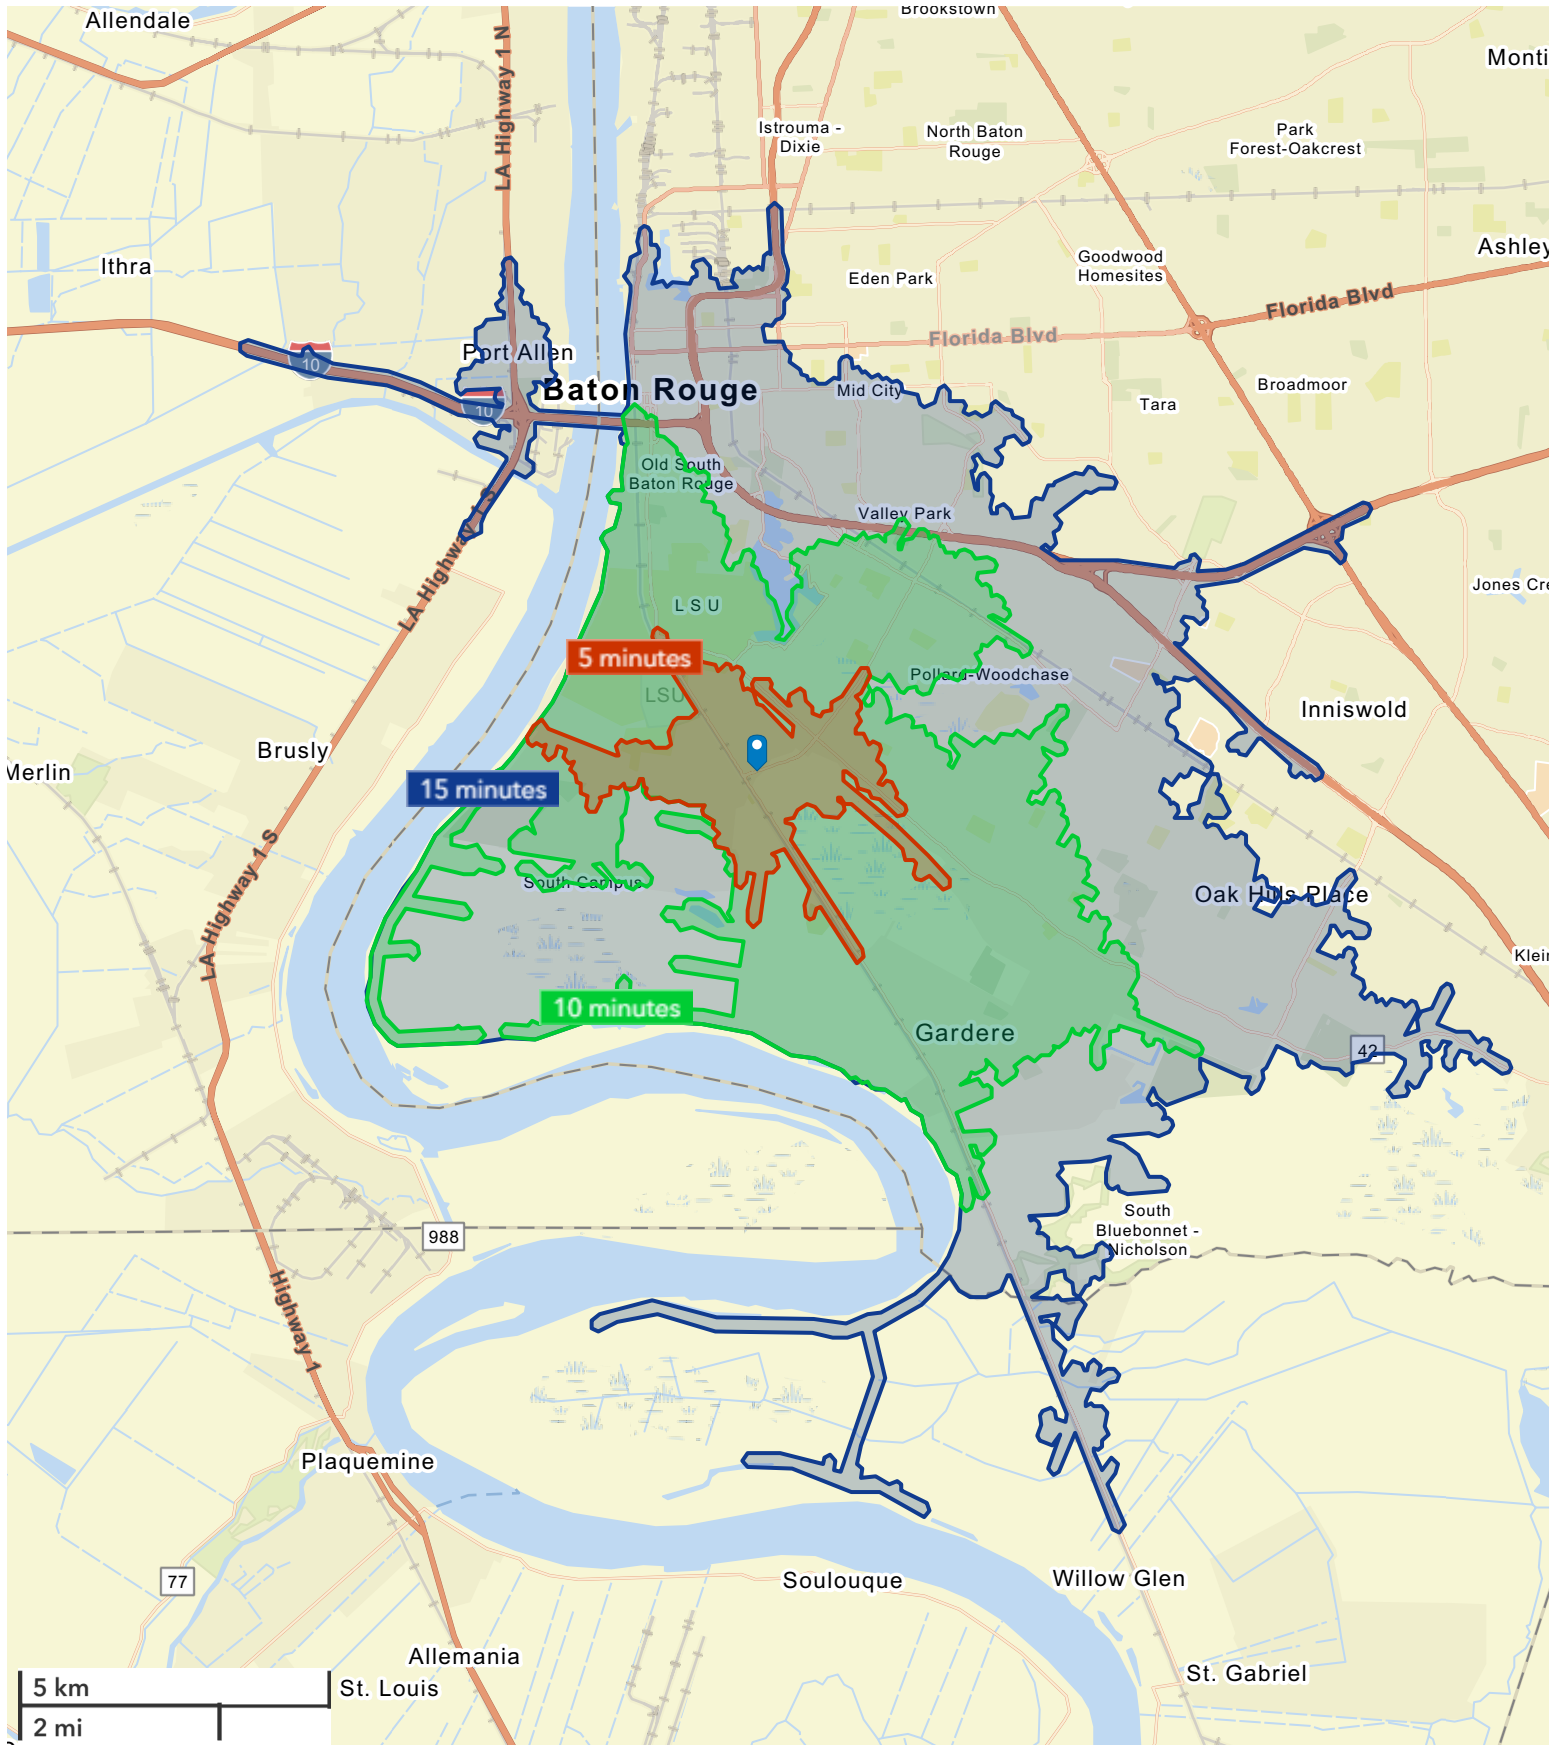 Allendale
Brookstown
LA Highway 1 N
Monti
Istrouma -
Dixie
North Baton
Rouge
Park
Forest-Oakcrest
Ithra
Eden Park
Goodwood
Homesites
Ashley
Florida Blvd
Florida Blvd
10
Port Allen
10
Baton Rouge
Mid City
Tara
Broadmoor
Old South
Baton Rouge
Valley Park
LA Highway 1 S
L S U
Jones Cre
5 minutes
LSU
Pollard-Woodchase
Inniswold
Brusly
Merlin
15 minutes
LA Highway 1 S
South Campus
Oak Hills Place
Klein
10 minutes
Gardere
42
988
South
Bluebonnet -
Nicholson
Highway 1
Plaquemine
77
Soulouque
Willow Glen
Allemania
St. Gabriel
St. Louis
5 km
2 mi